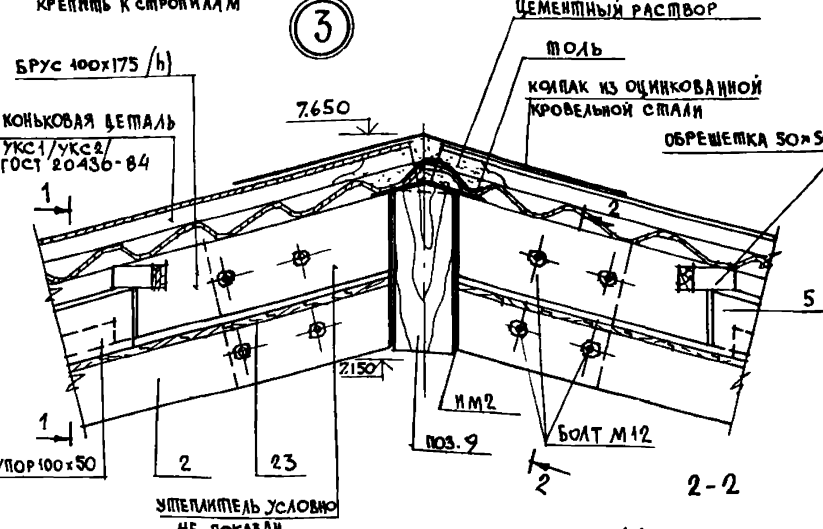 КРЕПИТЬ К СТРОПИЛАМ
3
ЦЕМЕНТНЫЙ РАСТВОР
ТОЛЬ
БРУС 100х175 /h)
КОЛПАК ИЗ ОЦИНКОВАННОЙ
КРОВЕЛЬНОЙ СТАЛИ
7.650
КОНЬКОВАЯ ДЕТАЛЬ
УКС1/УКС2/
ГОСТ 20430-84
ОБРЕШЕТКА 50х5
1
2
5
7.150
ИМ2
1
ПОЗ. 9
БОЛТ М12
УПОР 100х50
2
23
2
2-2
УТЕПЛИТЕЛЬ УСЛОВНО
НЕ ПОКАЗАН